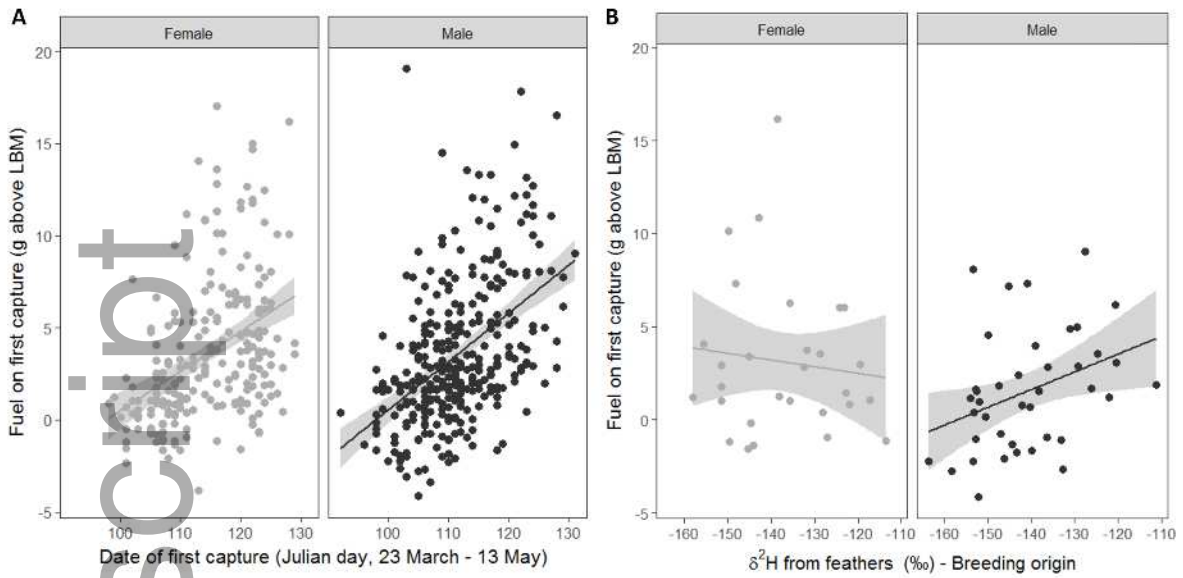 A
B
Female
Male
Female
Male
Fuel on first capture (g above LBM)
20
15
10
5
0
-5
100
110
120
130
100
110
120
130
Date of first capture (Julian day, 23 March - 13 May)
Fuel on first capture (g above LBM)
20
15
10
5
0
-5
-160
-150
-140
-130
-120
-110
-160
-150
-140
-130
-120
-110
δ²H from feathers (‰) - Breeding origin
script